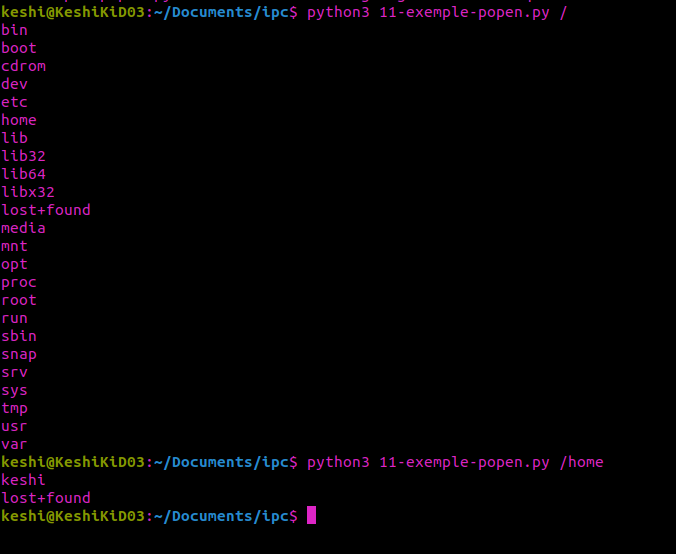 keshi@KeshiKiD03:~/Documents/ipc$ python3 11-exemple-popen.py /
bin
boot
cdrom
dev
etc
home
lib
lib32
lib64
libx32
lost+found
media
mnt
opt
proc
root
run
sbin
snap
srv
sys
tmp
usr
var
keshi@KeshiKiD03:~/Documents/ipc$ python3 11-exemple-popen.py /home
keshi
lost+found
keshi@KeshiKiD03:~/Documents/ipc$